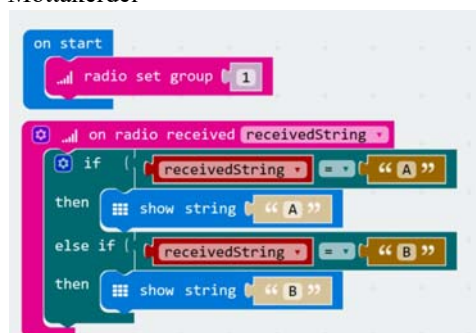 on start
radio set group 1
on radio received receivedString
if receivedString = “ A ”
then show string “ A ”
else if receivedString = “ B ”
then show string “ B ”